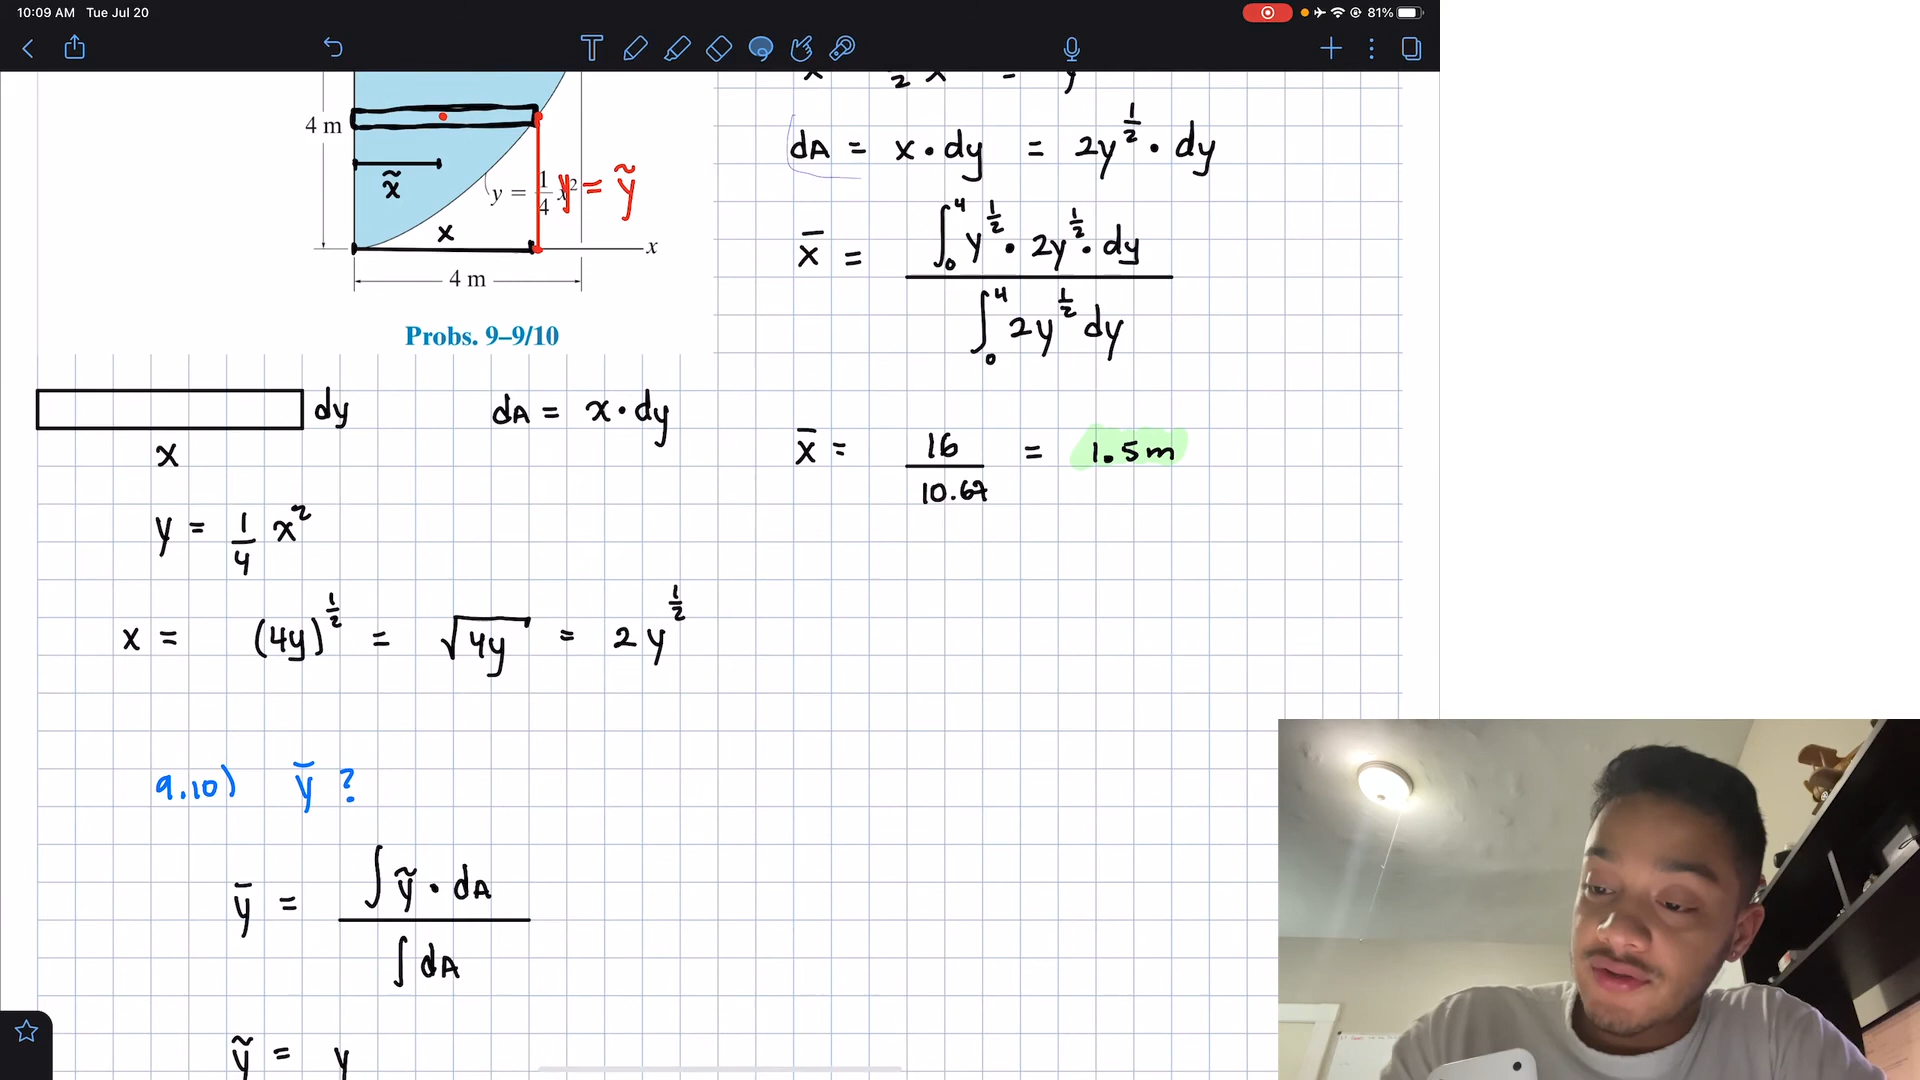 10:09 AM Tue Jul 20
81%
4 m
x̃
y = 1/4 x²
y = ỹ
x
x
4 m
Probs. 9–9/10
dy
x
dA = x · dy
y = 1/4 x²
x = (4y)^1/2 = √4y = 2y^1/2
9.10) ȳ ?
ȳ = ∫ỹ · dA / ∫dA
ỹ = y
dA = x · dy = 2y^1/2 · dy
x̄ = ∫₀⁴ y^1/2 · 2y^1/2 · dy / ∫₀⁴ 2y^1/2 dy
x̄ = 16 / 10.67 = 1.5m